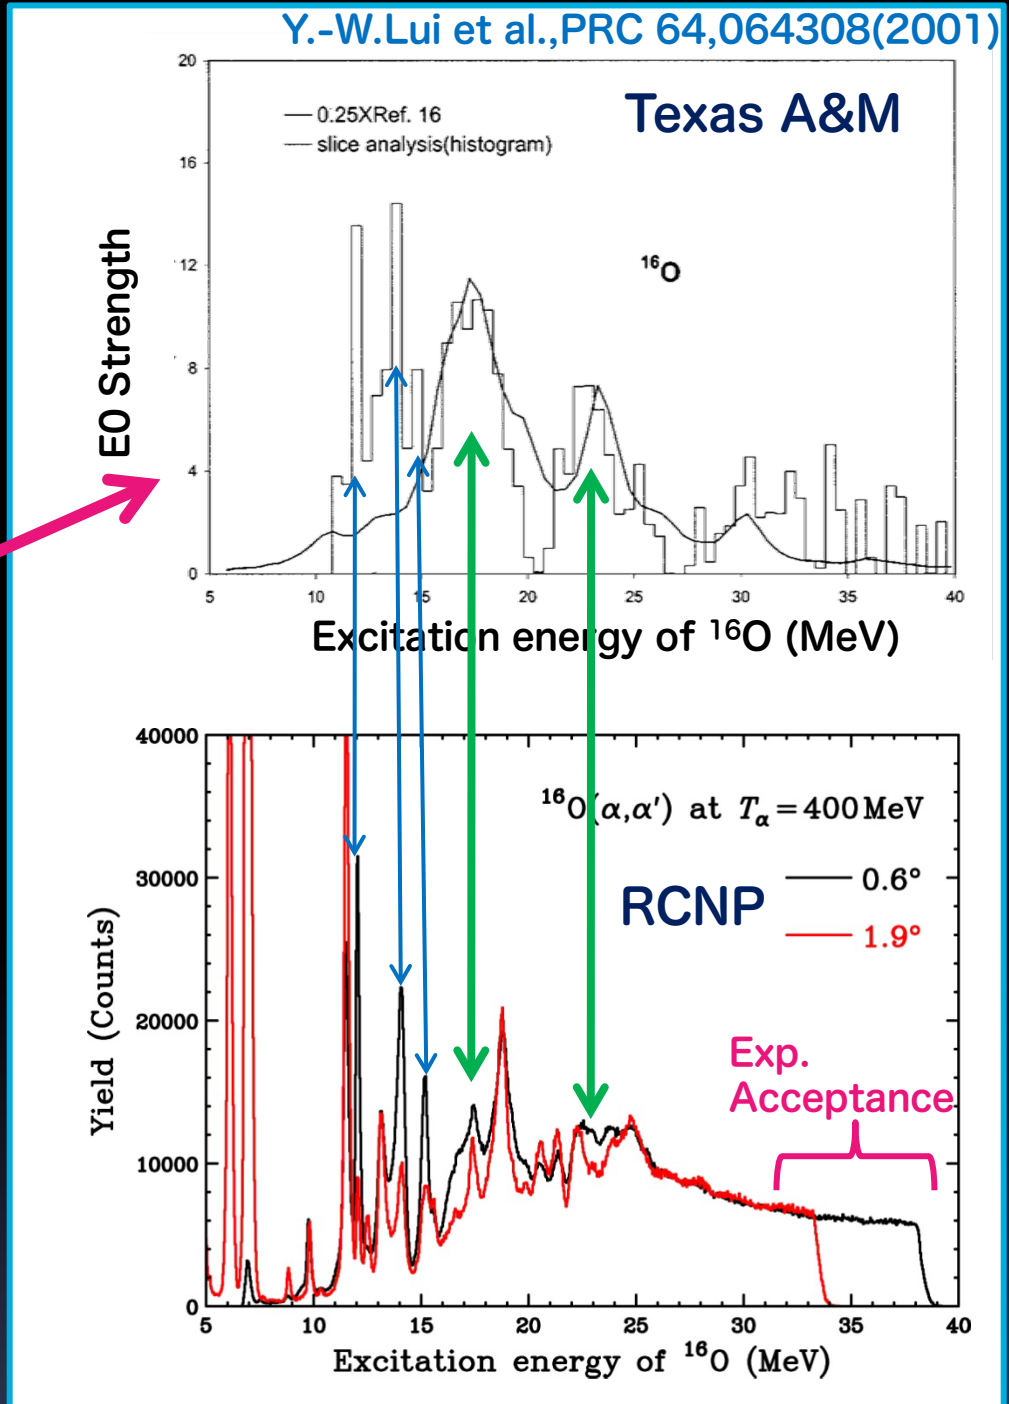 Y.-W.Lui et al.,PRC 64,064308(2001)
Texas A&M
0.25XRef. 16
slice analysis(histogram)
¹⁶O
E0 Strength
20
16
12
8
4
0
5 10 15 20 25 30 35 40
Excitation energy of ¹⁶O (MeV)
¹⁶O(α,α′) at Tα=400MeV
RCNP
0.6°
1.9°
Exp.
Acceptance
Yield (Counts)
40000
30000
20000
10000
0
5 10 15 20 25 30 35 40
Excitation energy of ¹⁶O (MeV)